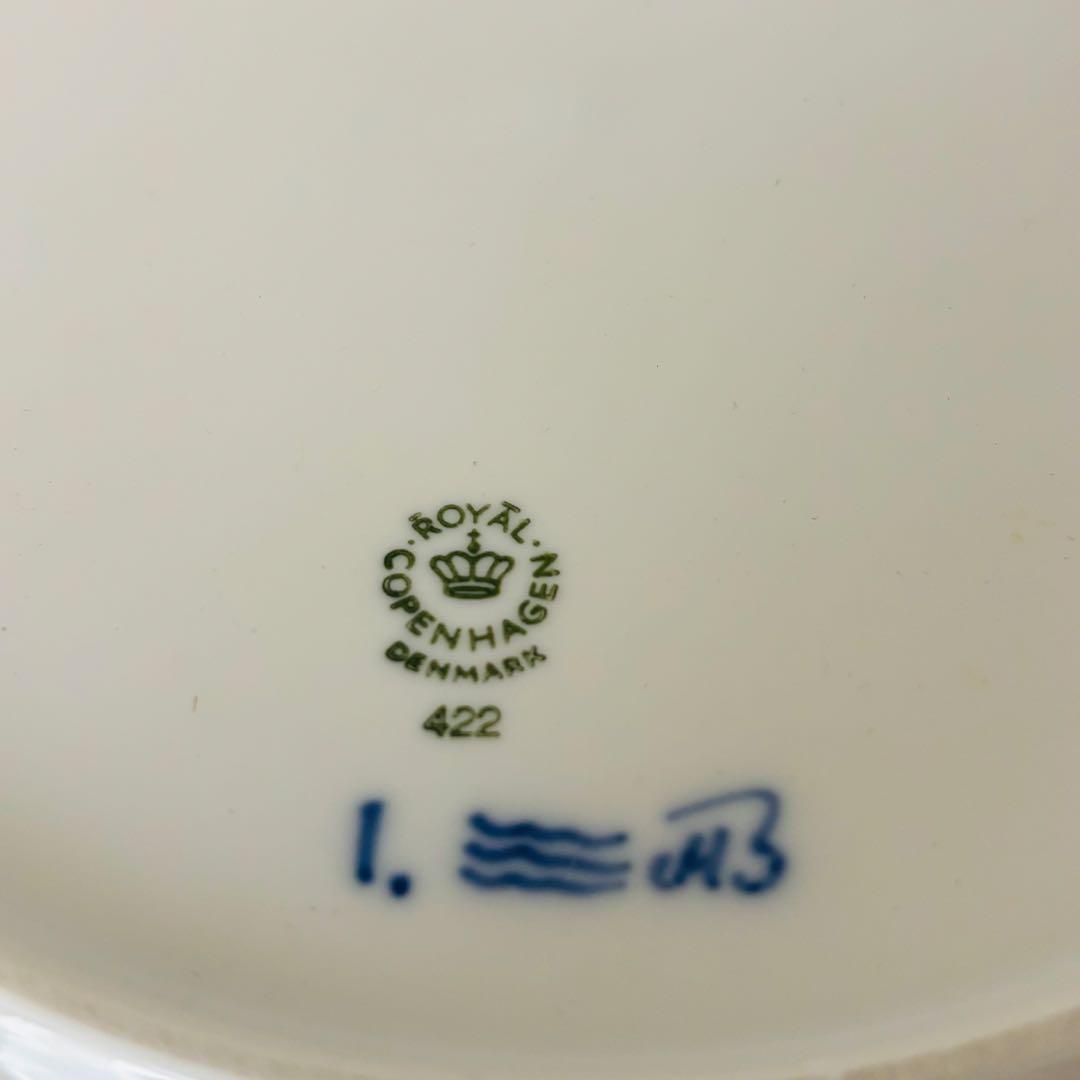 ROYAL
COPENHAGEN
DENMARK
422
1.